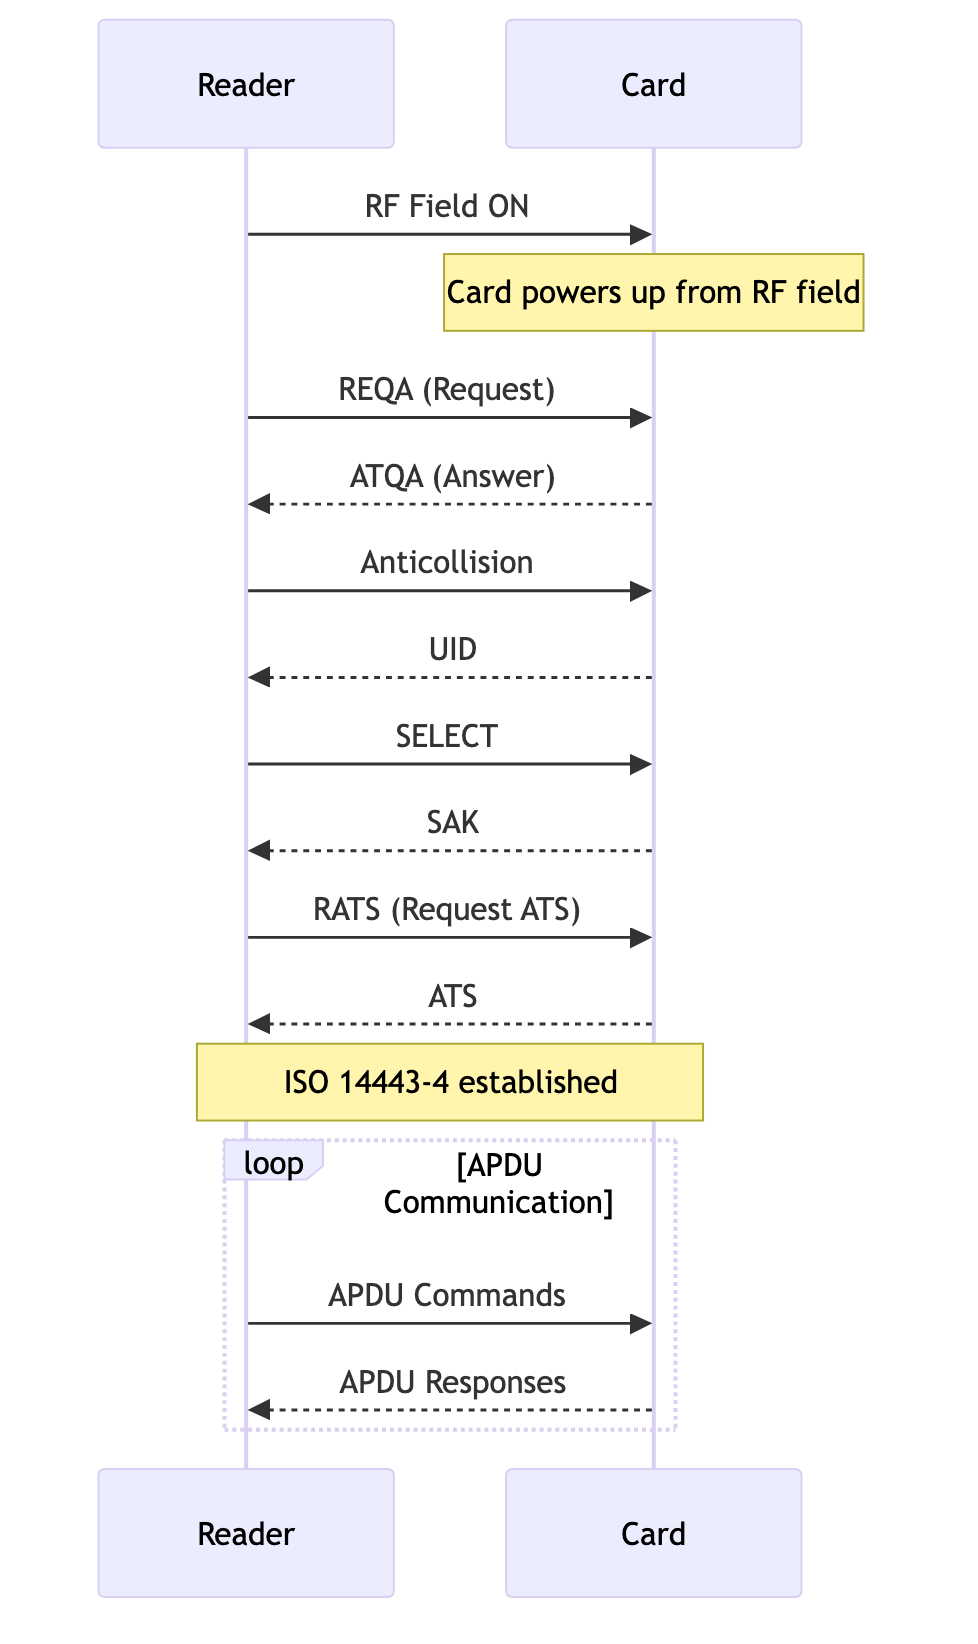 Reader
Card
RF Field ON
Card powers up from RF field
REQA (Request)
ATQA (Answer)
Anticollision
UID
SELECT
SAK
RATS (Request ATS)
ATS
ISO 14443-4 established
loop
[APDU
Communication]
APDU Commands
APDU Responses
Reader
Card